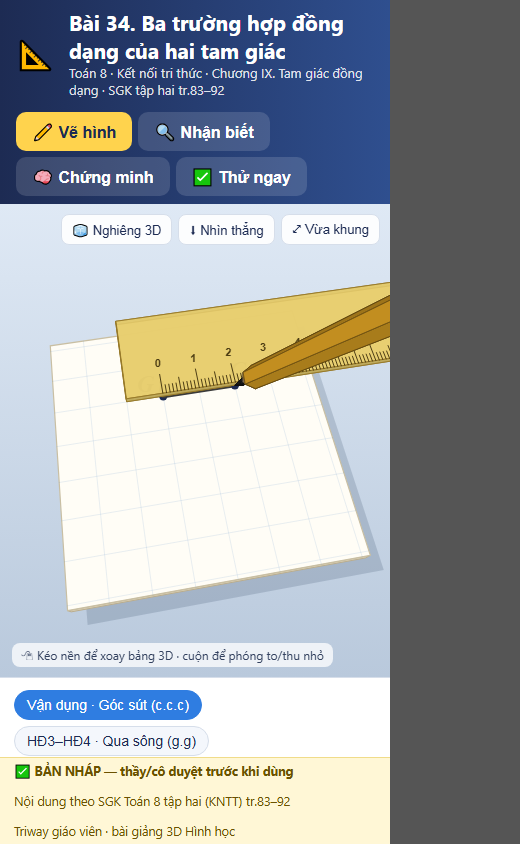 Bài 34. Ba trường hợp đồng
dạng của hai tam giác
Toán 8 · Kết nối tri thức · Chương IX. Tam giác đồng
dạng · SGK tập hai tr.83–92
Vẽ hình
Nhận biết
Chứng minh
Thử ngay
Nghiêng 3D
Nhìn thẳng
Vừa khung
0 1 2 3
Kéo nền để xoay bảng 3D · cuộn để phóng to/thu nhỏ
Vận dụng · Góc sút (c.c.c)
HĐ3–HĐ4 · Qua sông (g.g)
BẢN NHÁP — thầy/cô duyệt trước khi dùng
Nội dung theo SGK Toán 8 tập hai (KNTT) tr.83–92
Triway giáo viên · bài giảng 3D Hình học